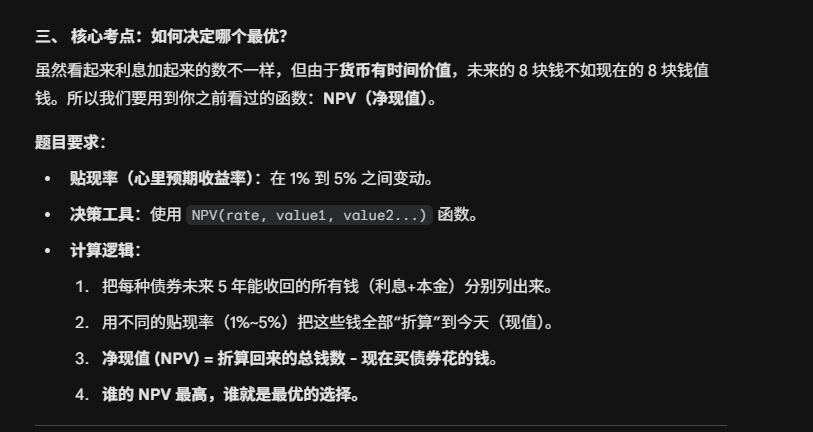 三、 核心考点：如何决定哪个最优？
虽然看起来利息加起来的数不一样，但由于货币有时间价值，未来的 8 块钱不如现在的 8 块钱值
钱。所以我们要用到你之前看过的函数：NPV（净现值）。
题目要求：
• 贴现率（心里预期收益率）：在 1% 到 5% 之间变动。
• 决策工具：使用 NPV(rate, value1, value2...) 函数。
• 计算逻辑：
1. 把每种债券未来 5 年能收回的所有钱（利息+本金）分别列出来。
2. 用不同的贴现率（1%~5%）把这些钱全部“折算”到今天（现值）。
3. 净现值 (NPV) = 折算回来的总钱数 - 现在买债券花的钱。
4. 谁的 NPV 最高，谁就是最优的选择。